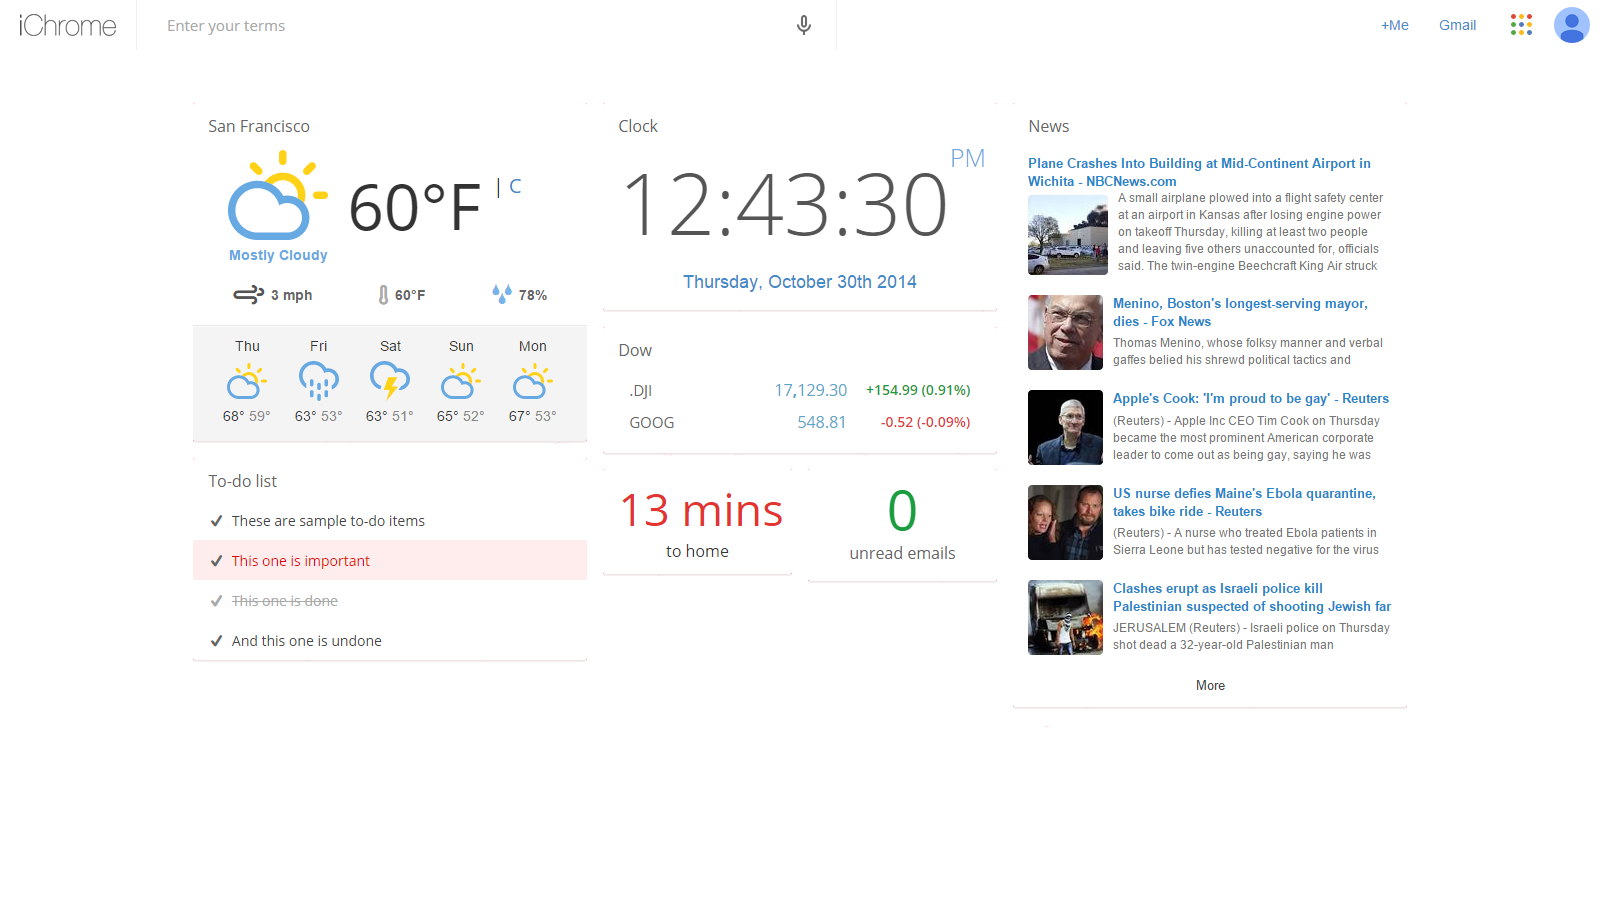 iChrome
Enter your terms
+Me
Gmail
San Francisco
60°F | C
Mostly Cloudy
3 mph
60°F
78%
Thu Fri Sat Sun Mon
68° 59° 63° 53° 63° 51° 65° 52° 67° 53°
To-do list
These are sample to-do items
This one is important
This one is done
And this one is undone
Clock
12:43:30 PM
Thursday, October 30th 2014
Dow
.DJI 17,129.30 +154.99 (0.91%)
GOOG 548.81 -0.52 (-0.09%)
13 mins
to home
0
unread emails
News
Plane Crashes Into Building at Mid-Continent Airport in
Wichita - NBCNews.com
A small airplane plowed into a flight safety center
at an airport in Kansas after losing engine power
on takeoff Thursday, killing at least two people
and leaving five others unaccounted for, officials
said. The twin-engine Beechcraft King Air struck
Menino, Boston's longest-serving mayor,
dies - Fox News
Thomas Menino, whose folksy manner and verbal
gaffes belied his shrewd political tactics and
Apple's Cook: 'I'm proud to be gay' - Reuters
(Reuters) - Apple Inc CEO Tim Cook on Thursday
became the most prominent American corporate
leader to come out as being gay, saying he was
US nurse defies Maine's Ebola quarantine,
takes bike ride - Reuters
(Reuters) - A nurse who treated Ebola patients in
Sierra Leone but has tested negative for the virus
Clashes erupt as Israeli police kill
Palestinian suspected of shooting Jewish far
JERUSALEM (Reuters) - Israeli police on Thursday
shot dead a 32-year-old Palestinian man
More